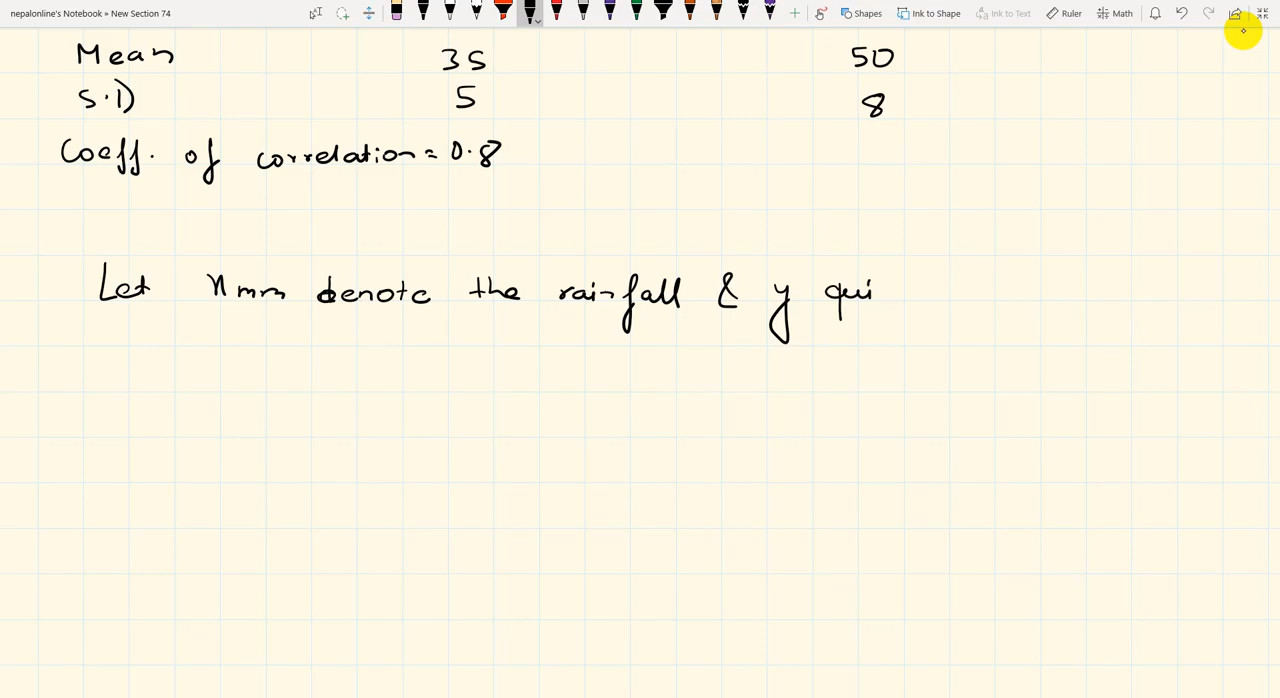 nepalonline's Notebook » New Section 74
Shapes Ink to Shape Ink to Text Ruler Math
Mean 35 50
S.D 5 8
Coeff. of correlation = 0.8
Let x mm denote the rainfall & y qui